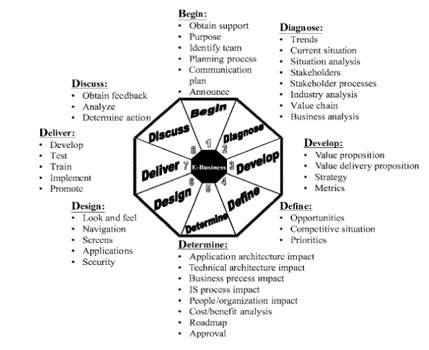 Begin:
• Obtain support
• Purpose
• Identify team
• Planning process
• Communication
plan
• Announce
Diagnose:
• Trends
• Current situation
• Situation analysis
• Stakeholders
• Stakeholder processes
• Industry analysis
• Value chain
• Business analysis
Develop:
• Value proposition
• Value delivery proposition
• Strategy
• Metrics
Define:
• Opportunities
• Competitive situation
• Priorities
Determine:
• Application architecture impact
• Technical architecture impact
• Business precess impact
• IS process impact
• People/organization impact
• Cost/benefit analysis
• Roadmap
• Approval
Design:
• Look and feel
• Navigation
• Screens
• Applications
• Security
Deliver:
• Develop
• Test
• Train
• Implement
• Promote
Discuss:
• Obtain feedback
• Analyze
• Determine action
Begin
Diagnose
Develop
Define
Determine
Design
Deliver
Discuss
1
2
3
4
5
6
7
8
E-Business